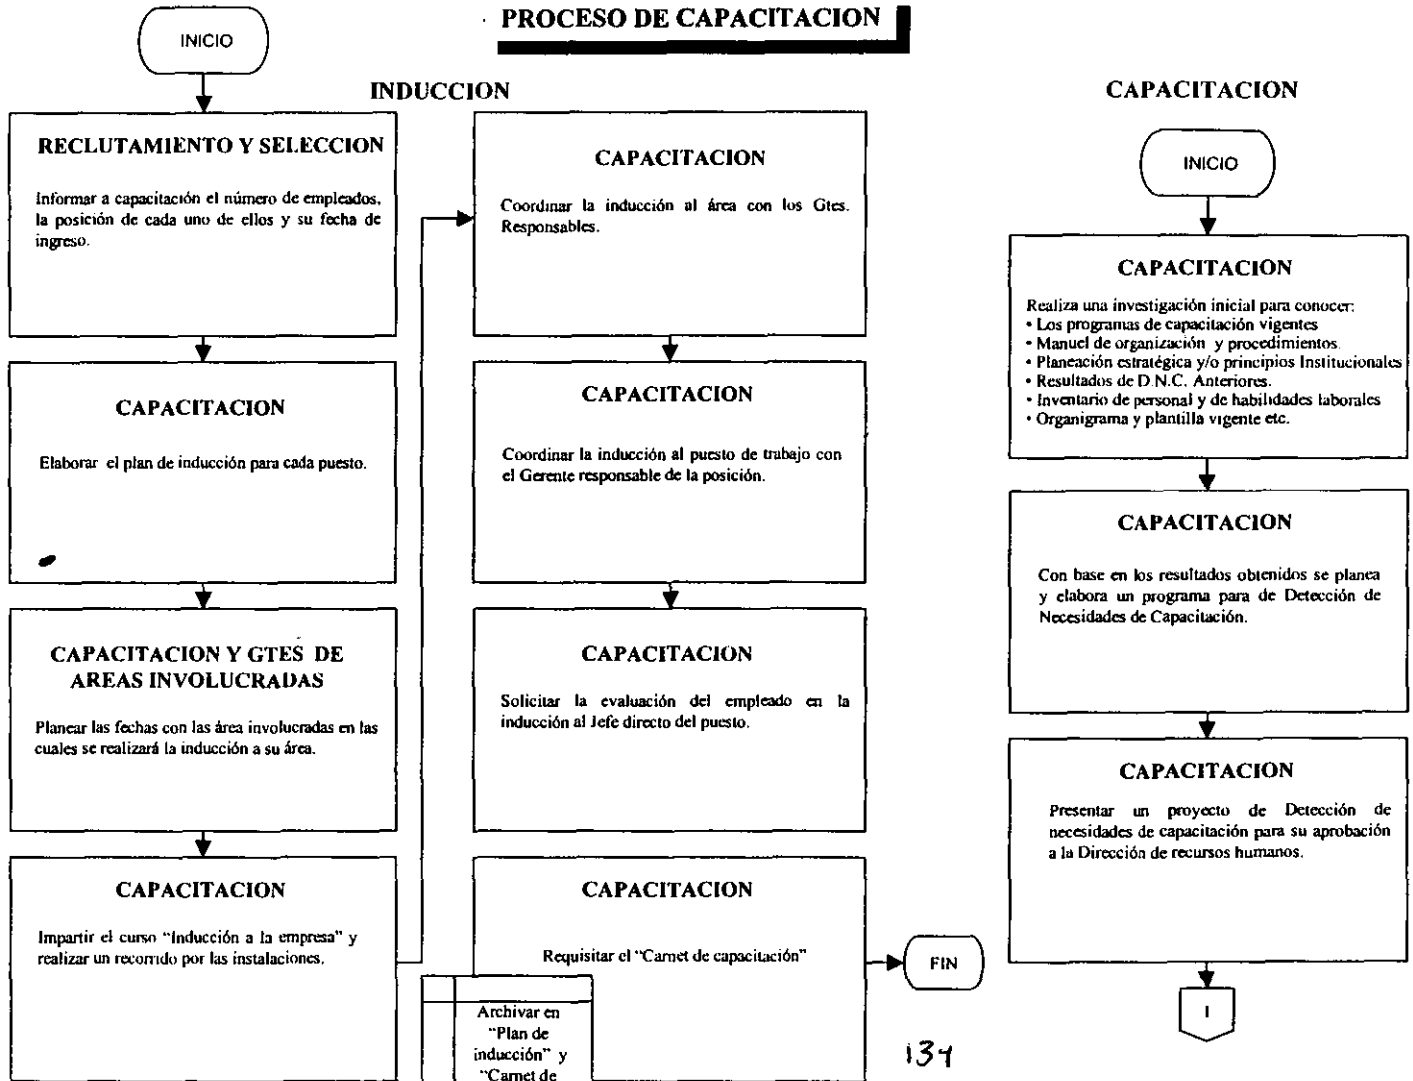 PROCESO DE CAPACITACION
INDUCCION
INICIO
RECLUTAMIENTO Y SELECCION
Informar a capacitación el número de empleados,
la posición de cada uno de ellos y su fecha de
ingreso.
CAPACITACION
Elaborar el plan de inducción para cada puesto.
CAPACITACION Y GTES DE
AREAS INVOLUCRADAS
Planear las fechas con las área involucradas en las
cuales se realizará la inducción a su área.
CAPACITACION
Impartir el curso “Inducción a la empresa” y
realizar un recorrido por las instalaciones.
CAPACITACION
Coordinar la inducción al área con los Gtes.
Responsables.
CAPACITACION
Coordinar la inducción al puesto de trabajo con
el Gerente responsable de la posición.
CAPACITACION
Solicitar la evaluación del empleado en la
inducción al Jefe directo del puesto.
CAPACITACION
Requisitar el “Carnet de capacitación”
Archivar en
“Plan de
inducción” y
“Carnet de
FIN
CAPACITACION
INICIO
CAPACITACION
Realiza una investigación inicial para conocer:
• Los programas de capacitación vigentes
• Manuel de organización y procedimientos.
• Planeación estratégica y/o principios Institucionales
• Resultados de D.N.C. Anteriores.
• Inventario de personal y de habilidades laborales
• Organigrama y plantilla vigente etc.
CAPACITACION
Con base en los resultados obtenidos se planea
y elabora un programa para de Detección de
Necesidades de Capacitación.
CAPACITACION
Presentar un proyecto de Detección de
necesidades de capacitación para su aprobación
a la Dirección de recursos humanos.
I
134